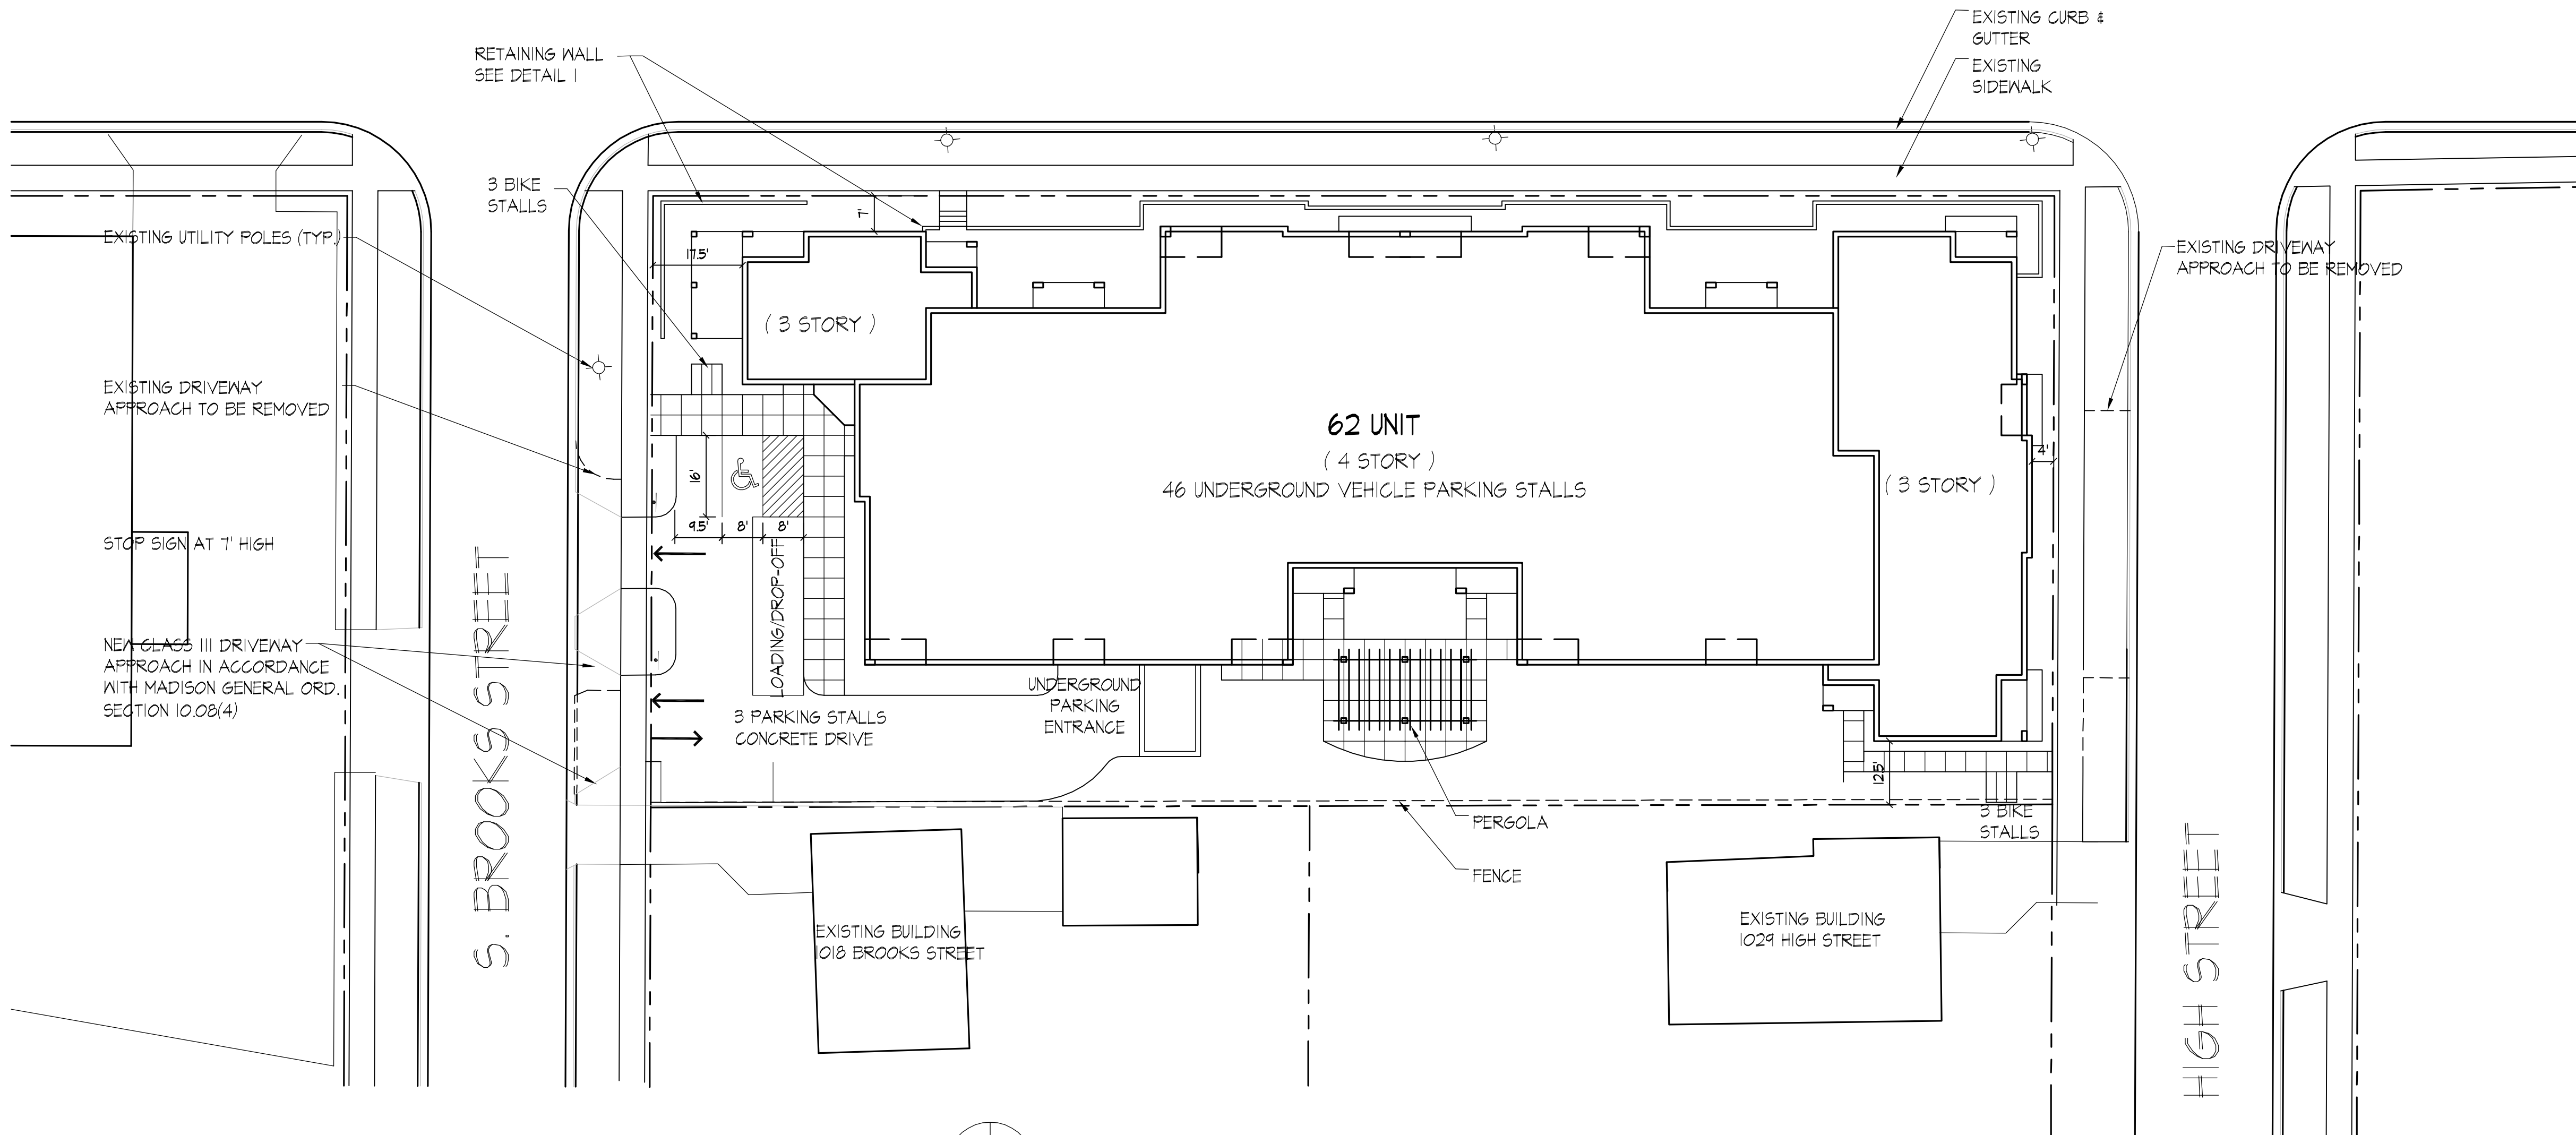 EXISTING CURB &
GUTTER
EXISTING
SIDEWALK
RETAINING WALL
SEE DETAIL 1
3 BIKE
STALLS
7'
EXISTING UTILITY POLES (TYP.)
17.5'
EXISTING DRIVEWAY
APPROACH TO BE REMOVED
( 3 STORY )
EXISTING DRIVEWAY
APPROACH TO BE REMOVED
62 UNIT
( 4 STORY )
46 UNDERGROUND VEHICLE PARKING STALLS
( 3 STORY )
4'
16'
9.5'
8'
8'
STOP SIGN AT 7' HIGH
LOADING/DROP-OFF
NEW CLASS III DRIVEWAY
APPROACH IN ACCORDANCE
WITH MADISON GENERAL ORD.
SECTION 10.08(4)
S. BROOKS STREET
3 PARKING STALLS
CONCRETE DRIVE
UNDERGROUND
PARKING
ENTRANCE
12.5'
3 BIKE
STALLS
PERGOLA
FENCE
EXISTING BUILDING
1018 BROOKS STREET
EXISTING BUILDING
1029 HIGH STREET
HIGH STREET